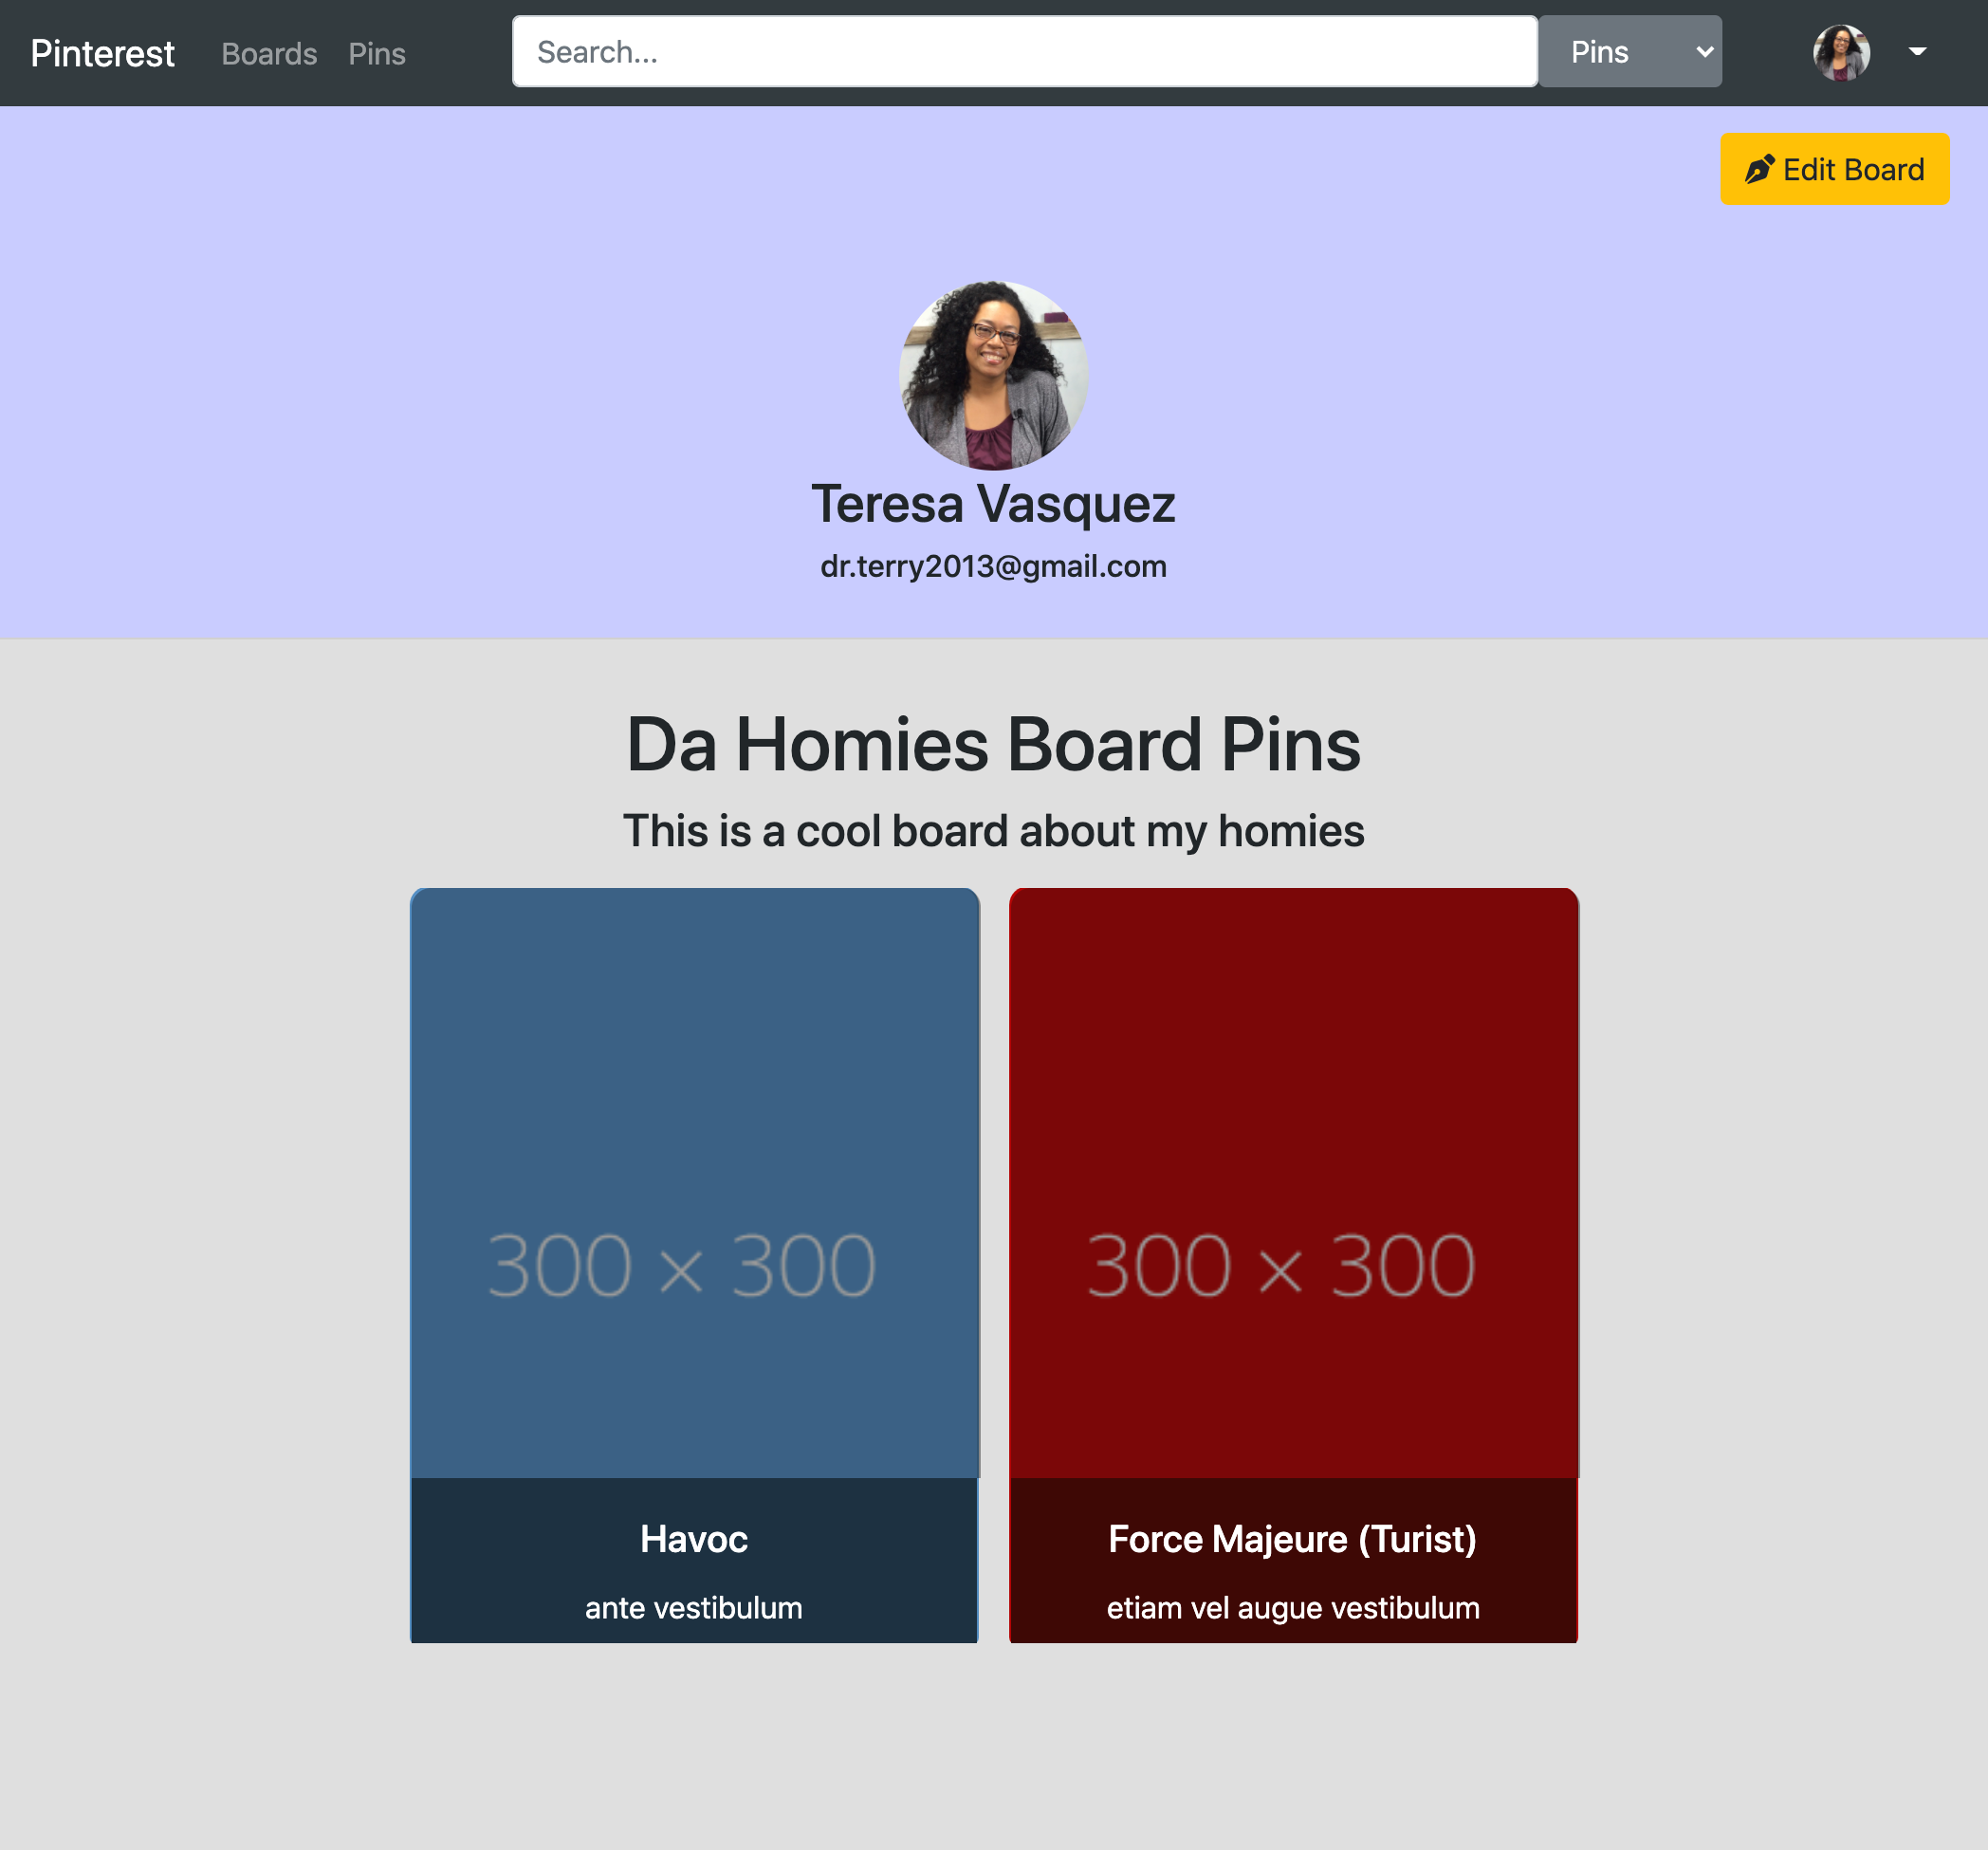 Pinterest Boards Pins Search... Pins
Edit Board
Teresa Vasquez
dr.terry2013@gmail.com
Da Homies Board Pins
This is a cool board about my homies
300 × 300 300 × 300
Havoc Force Majeure (Turist)
ante vestibulum etiam vel augue vestibulum